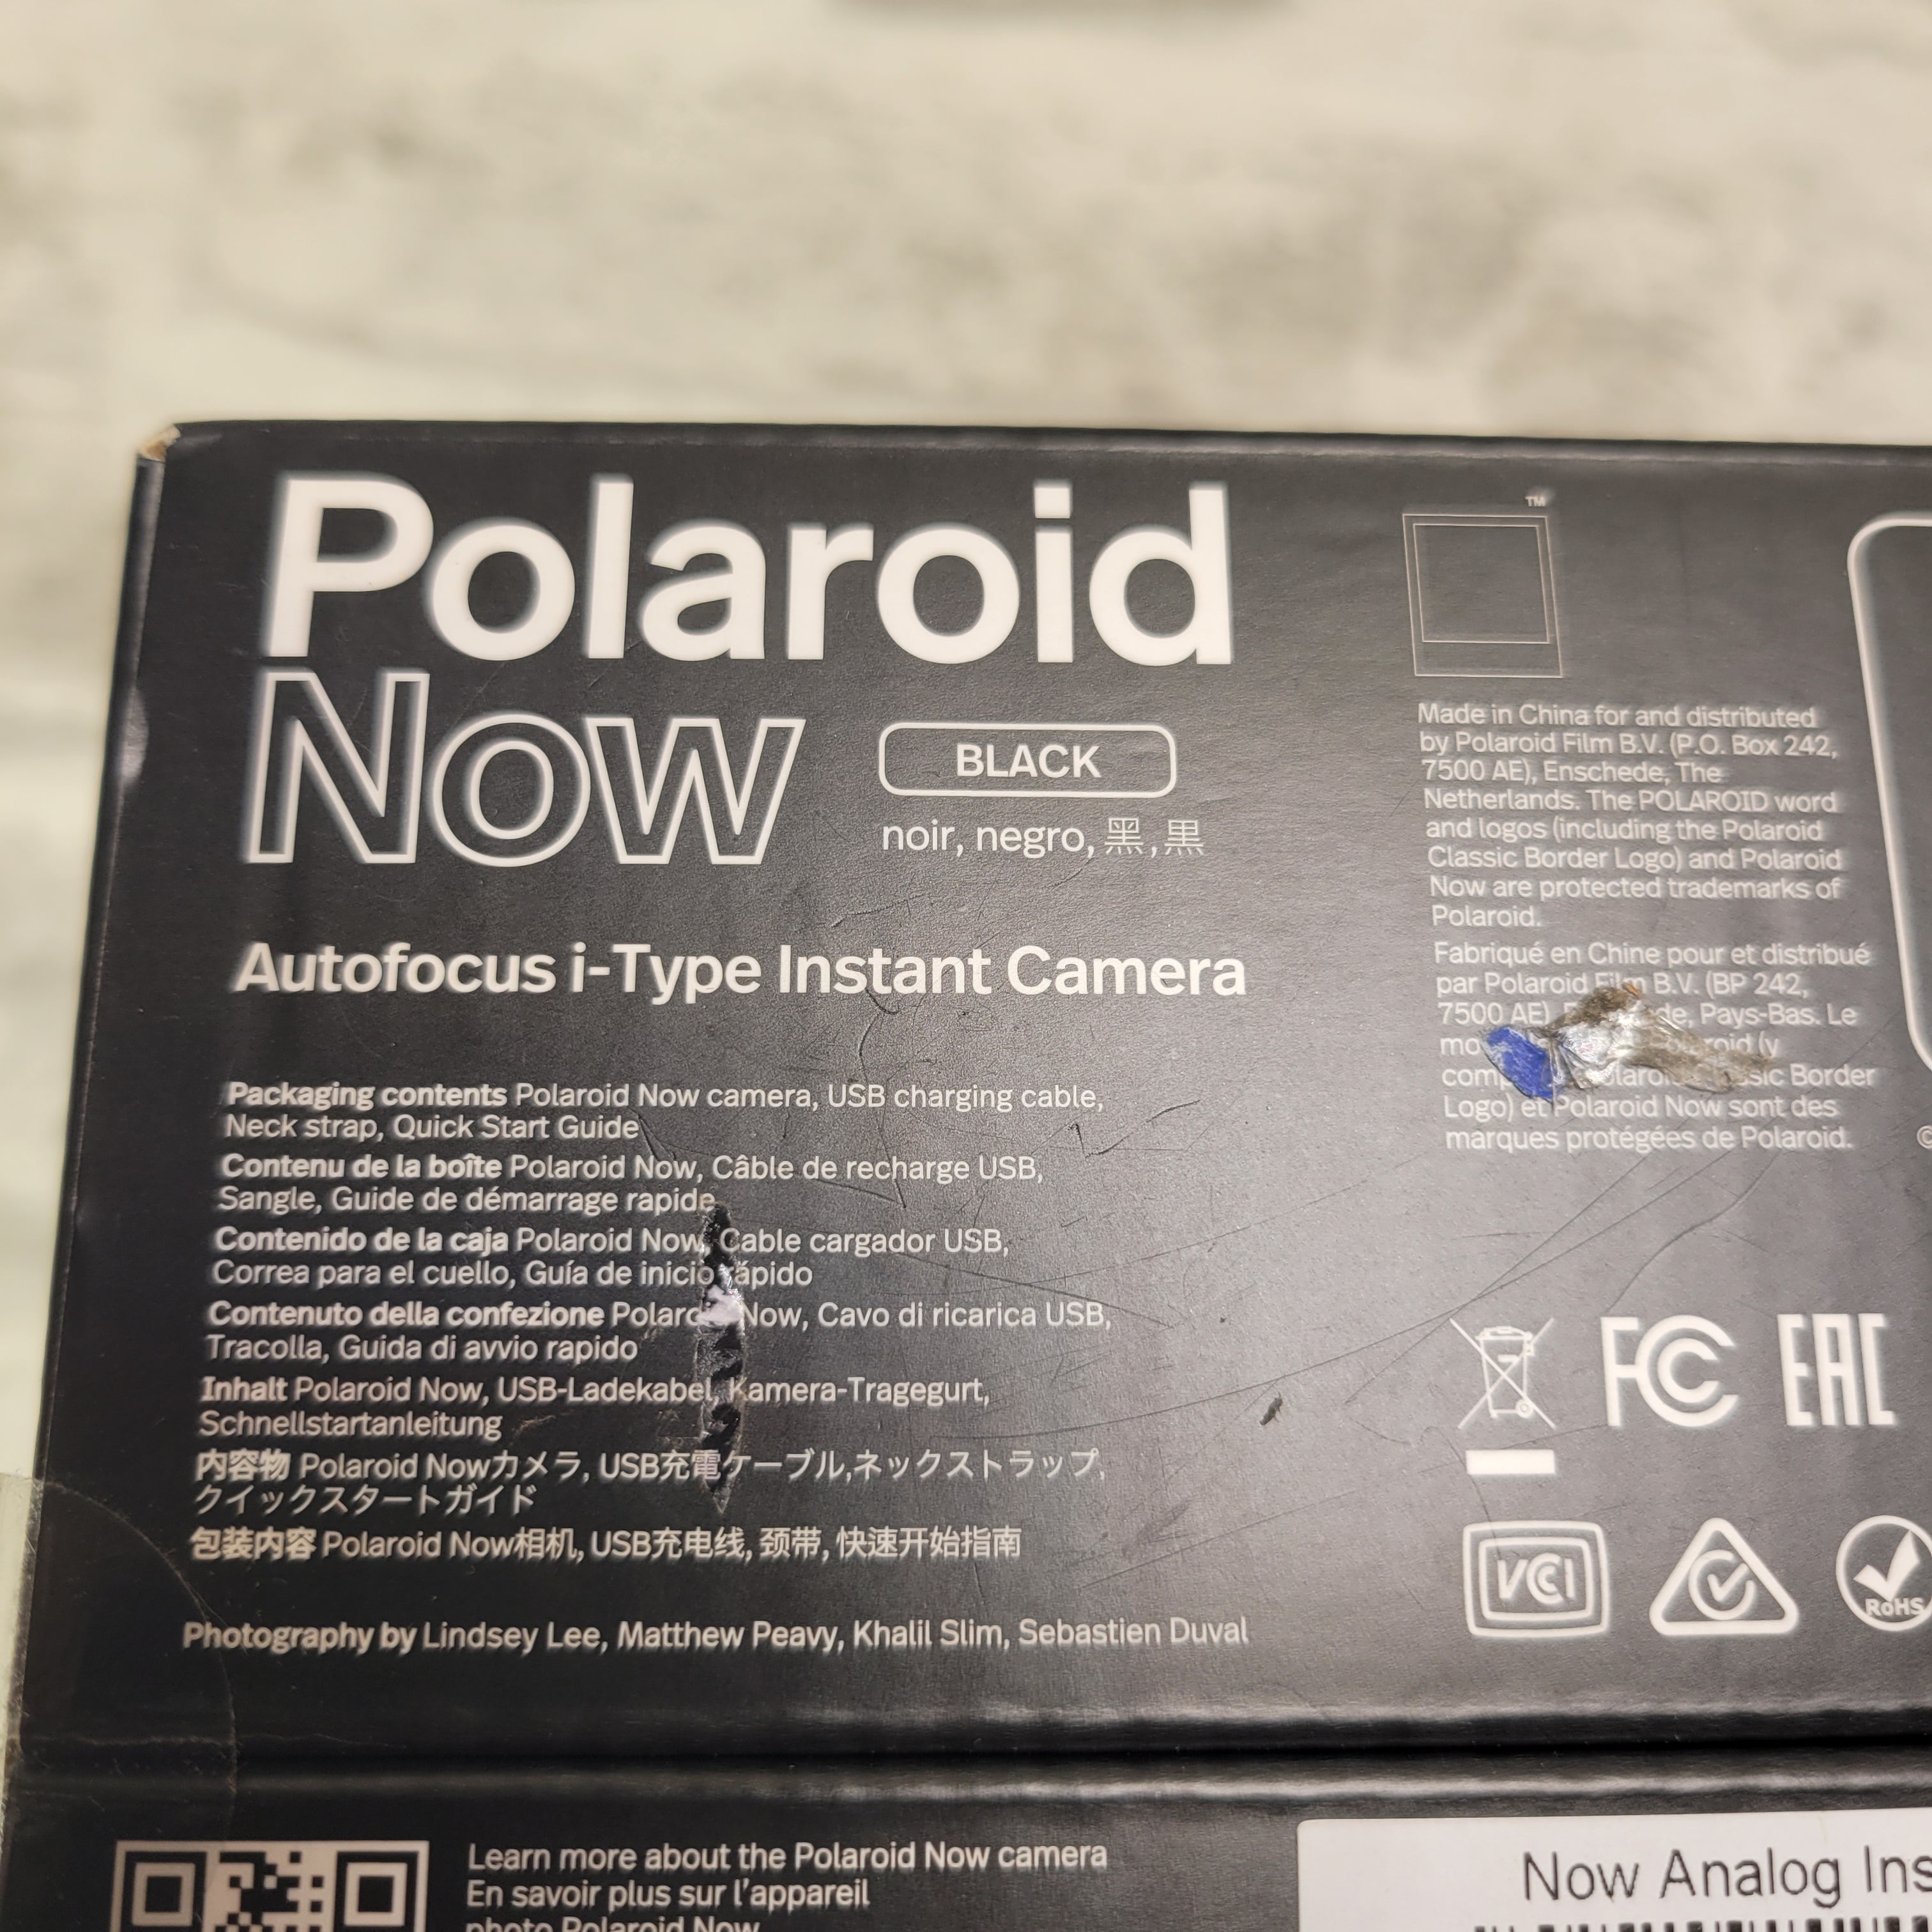 Polaroid
Now
BLACK
noir, negro, 黑,黒
Autofocus i-Type Instant Camera
Packaging contents Polaroid Now camera, USB charging cable,
Neck strap, Quick Start Guide
Contenu de la boîte Polaroid Now, Câble de recharge USB,
Sangle, Guide de démarrage rapide
Contenido de la caja Polaroid Now, Cable cargador USB,
Correa para el cuello, Guía de inicio rápido
Contenuto della confezione Now, Cavo di ricarica USB,
Tracolla, Guida di avvio rapido
Inhalt Polaroid Now, USB-Ladekabel, Kamera-Tragegurt,
Schnellstartanleitung
内容物 Polaroid Nowカメラ, USB充電ケーブル,ネックストラップ,
クイックスタートガイド
包装内容 Polaroid Now相机, USB充电线, 颈带, 快速开始指南
Photography by Lindsey Lee, Matthew Peavy, Khalil Slim, Sebastien Duval
TM
Made in China for and distributed
by Polaroid Film B.V. (P.O. Box 242,
7500 AE), Enschede, The
Netherlands. The POLAROID word
and logos (including the Polaroid
Classic Border Logo) and Polaroid
Now are protected trademarks of
Polaroid.
Fabriqué en Chine pour et distribué
par Polaroid Film B.V. (BP 242,
7500 AE), Pays-Bas. Le
(y
Border
Logo) et Polaroid Now sont des
marques protégées de Polaroid.
©
FC
EAC
VCI
RoHS
Learn more about the Polaroid Now camera
En savoir plus sur l'appareil
photo Polaroid Now
Now Analog Ins